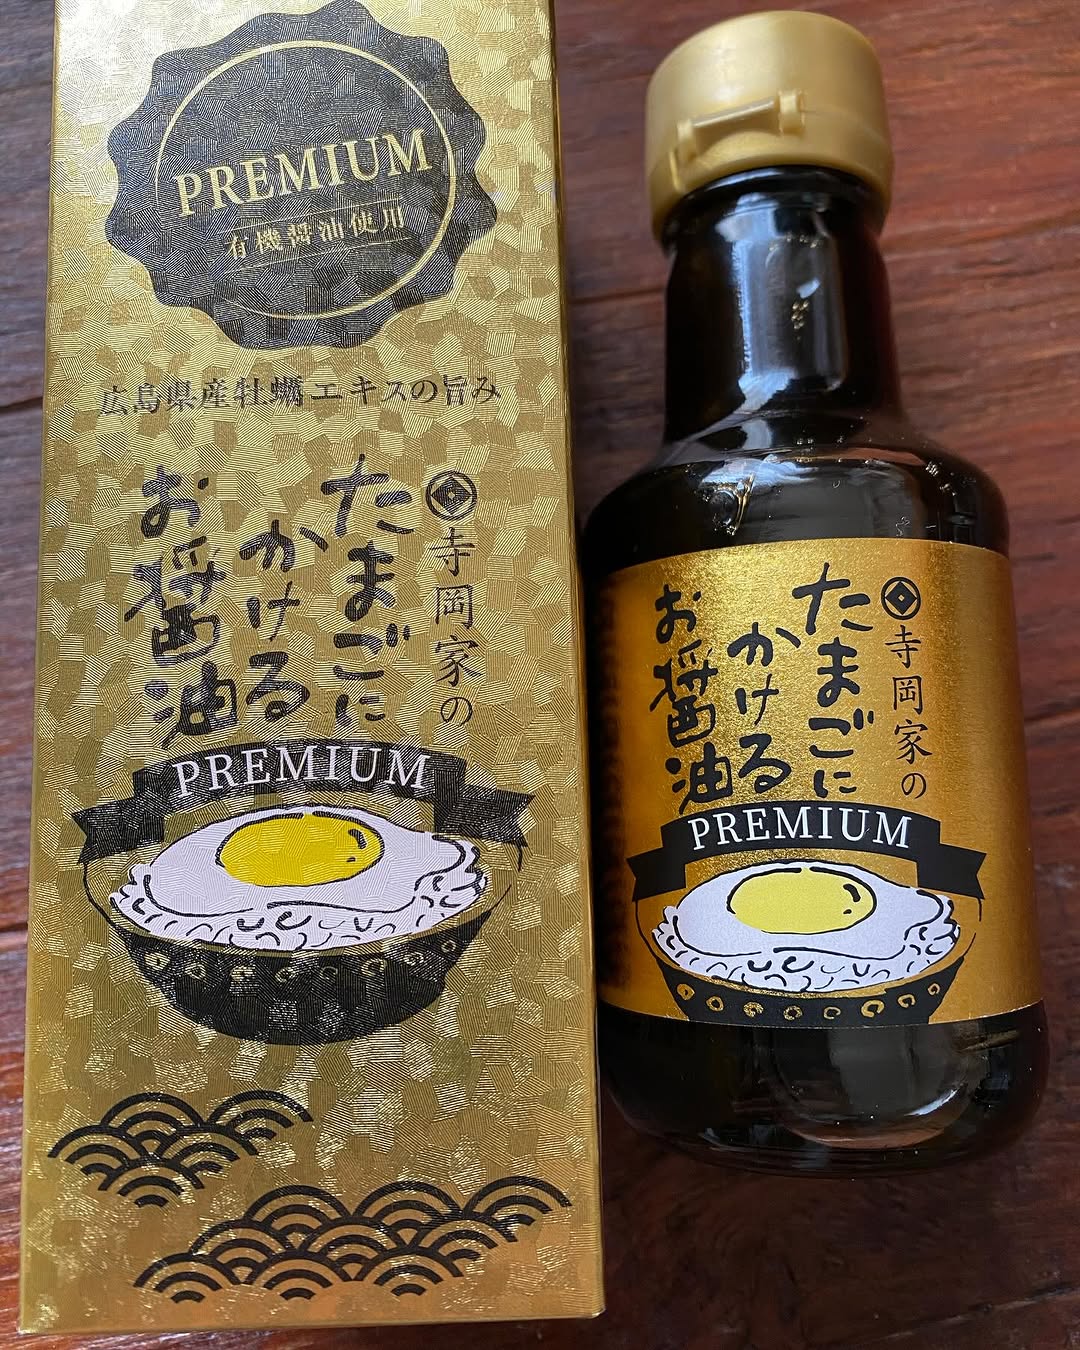 PREMIUM
有機醤油使用
広島県産牡蠣エキスの旨み
寺岡家の
たまごに
かける
お醤油
PREMIUM
寺岡家の
たまごに
かける
お醤油
PREMIUM